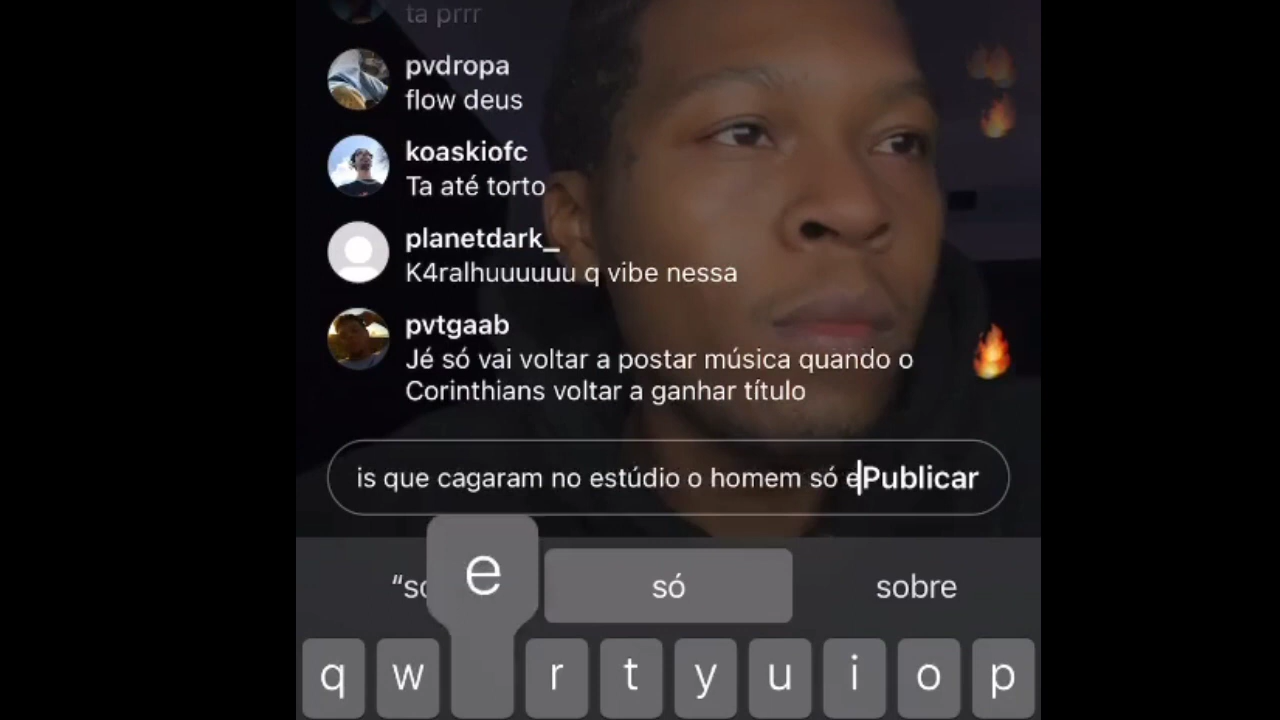 ta prrr
pvdropa
flow deus
koaskiofc
Ta até torto
planetdark_
K4ralhuuuuuu q vibe nessa
pvtgaab
Jé só vai voltar a postar música quando o
Corinthians voltar a ganhar título
is que cagaram no estúdio o homem só e Publicar
“so e só sobre
q w r t y u i o p